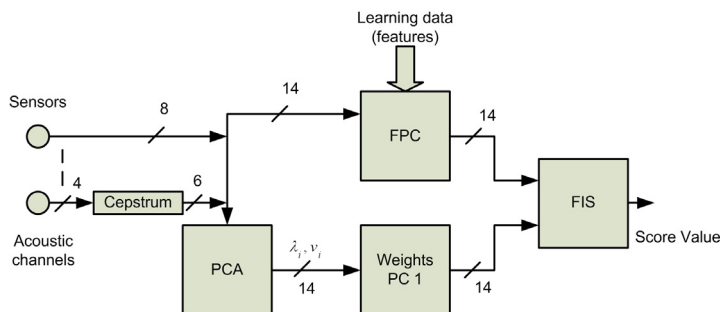 Learning data
(features)
Sensors
8
14
FPC
14
4
Cepstrum
6
FIS
Score Value
Acoustic
channels
PCA
λi, vi
14
Weights
PC 1
14